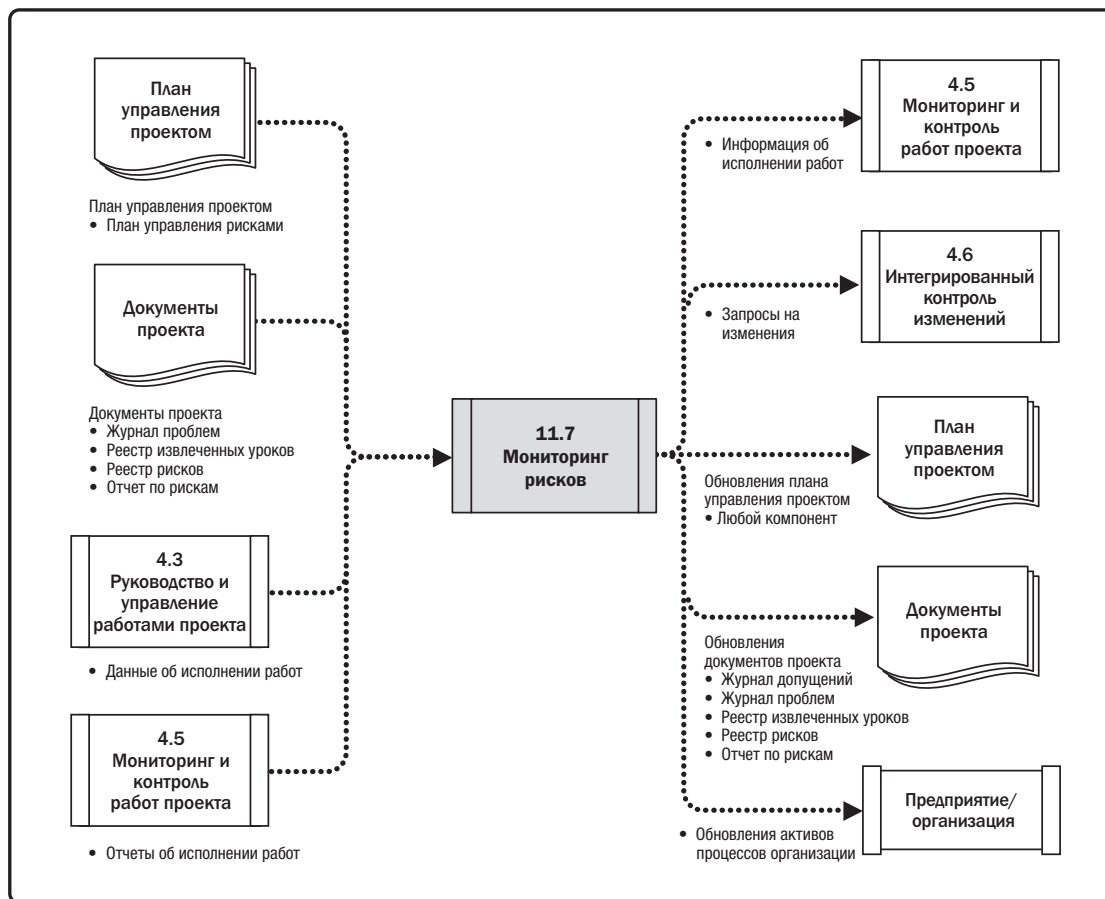 План
управления
проектом
План управления проектом
• План управления рисками
Документы
проекта
Документы проекта
• Журнал проблем
• Реестр извлеченных уроков
• Реестр рисков
• Отчет по рискам
4.3
Руководство и
управление
работами проекта
• Данные об исполнении работ
4.5
Мониторинг и
контроль
работ проекта
• Отчеты об исполнении работ
11.7
Мониторинг
рисков
4.5
Мониторинг и
контроль
работ проекта
• Информация об
исполнении работ
4.6
Интегрированный
контроль
изменений
• Запросы на
изменения
План
управления
проектом
Обновления плана
управления проектом
• Любой компонент
Документы
проекта
Обновления
документов проекта
• Журнал допущений
• Журнал проблем
• Реестр извлеченных уроков
• Реестр рисков
• Отчет по рискам
Предприятие/
организация
• Обновления активов
процессов организации